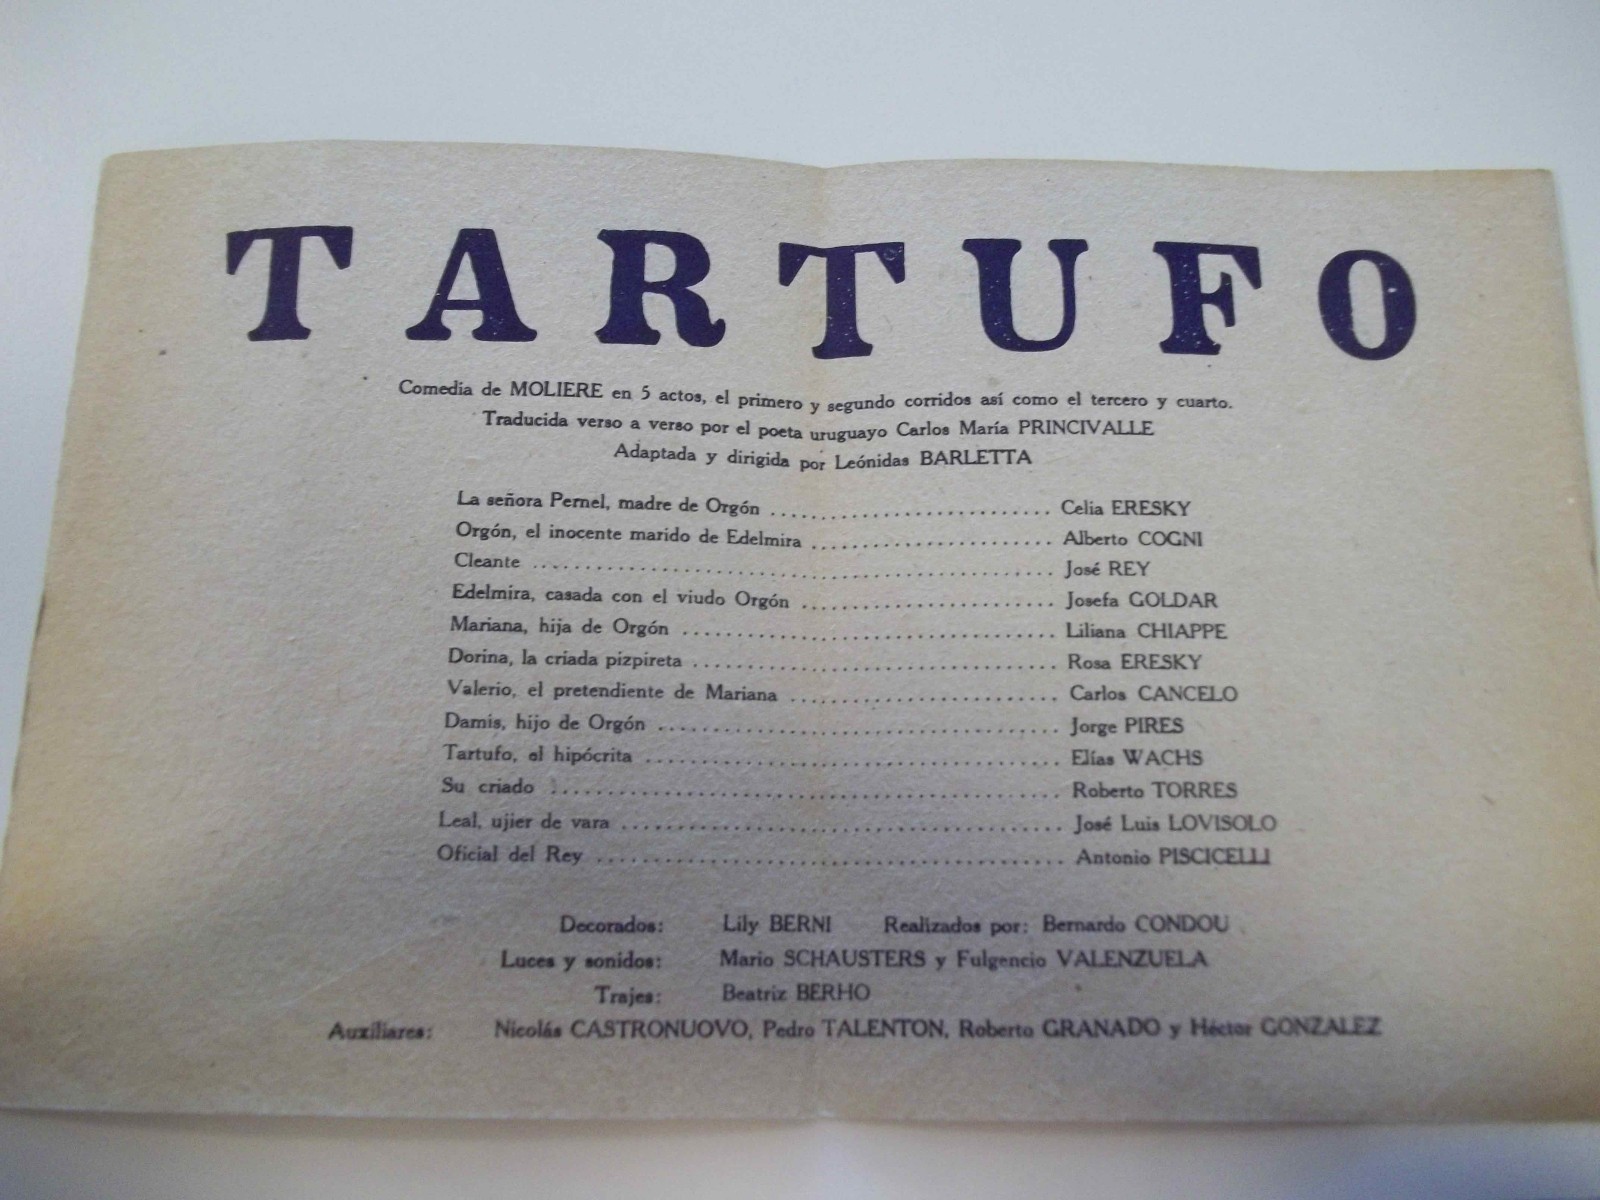 TARTUFO
Comedia de MOLIERE en 5 actos, el primero y segundo corridos así como el tercero y cuarto.
Traducida verso a verso por el poeta uruguayo Carlos María PRINCIVALLE
Adaptada y dirigida por Leónidas BARLETTA
La señora Pernel, madre de Orgón .............................. Celia ERESKY
Orgón, el inocente marido de Edelmira .......................... Alberto COGNI
Cleante ........................................................ José REY
Edelmira, casada con el viudo Orgón ........................... Josefa GOLDAR
Mariana, hija de Orgón ........................................ Liliana CHIAPPE
Dorina, la criada pizpireta ....................................... Rosa ERESKY
Valerio, el pretendiente de Mariana ............................. Carlos CANCELO
Damis, hijo de Orgón ........................................... Jorge PIRES
Tartufo, el hipócrita ............................................. Elías WACHS
Su criado ...................................................... Roberto TORRES
Leal, ujier de vara ............................................... José Luis LOVISOLO
Oficial del Rey .................................................. Antonio PISCICELLI
Decorados: Lily BERNI Realizados por: Bernardo CONDOU
Luces y sonidos: Mario SCHAUSTERS y Fulgencio VALENZUELA
Trajes: Beatriz BERHO
Auxiliares: Nicolás CASTRONUOVO, Pedro TALENTON, Roberto GRANADO y Héctor GONZALEZ